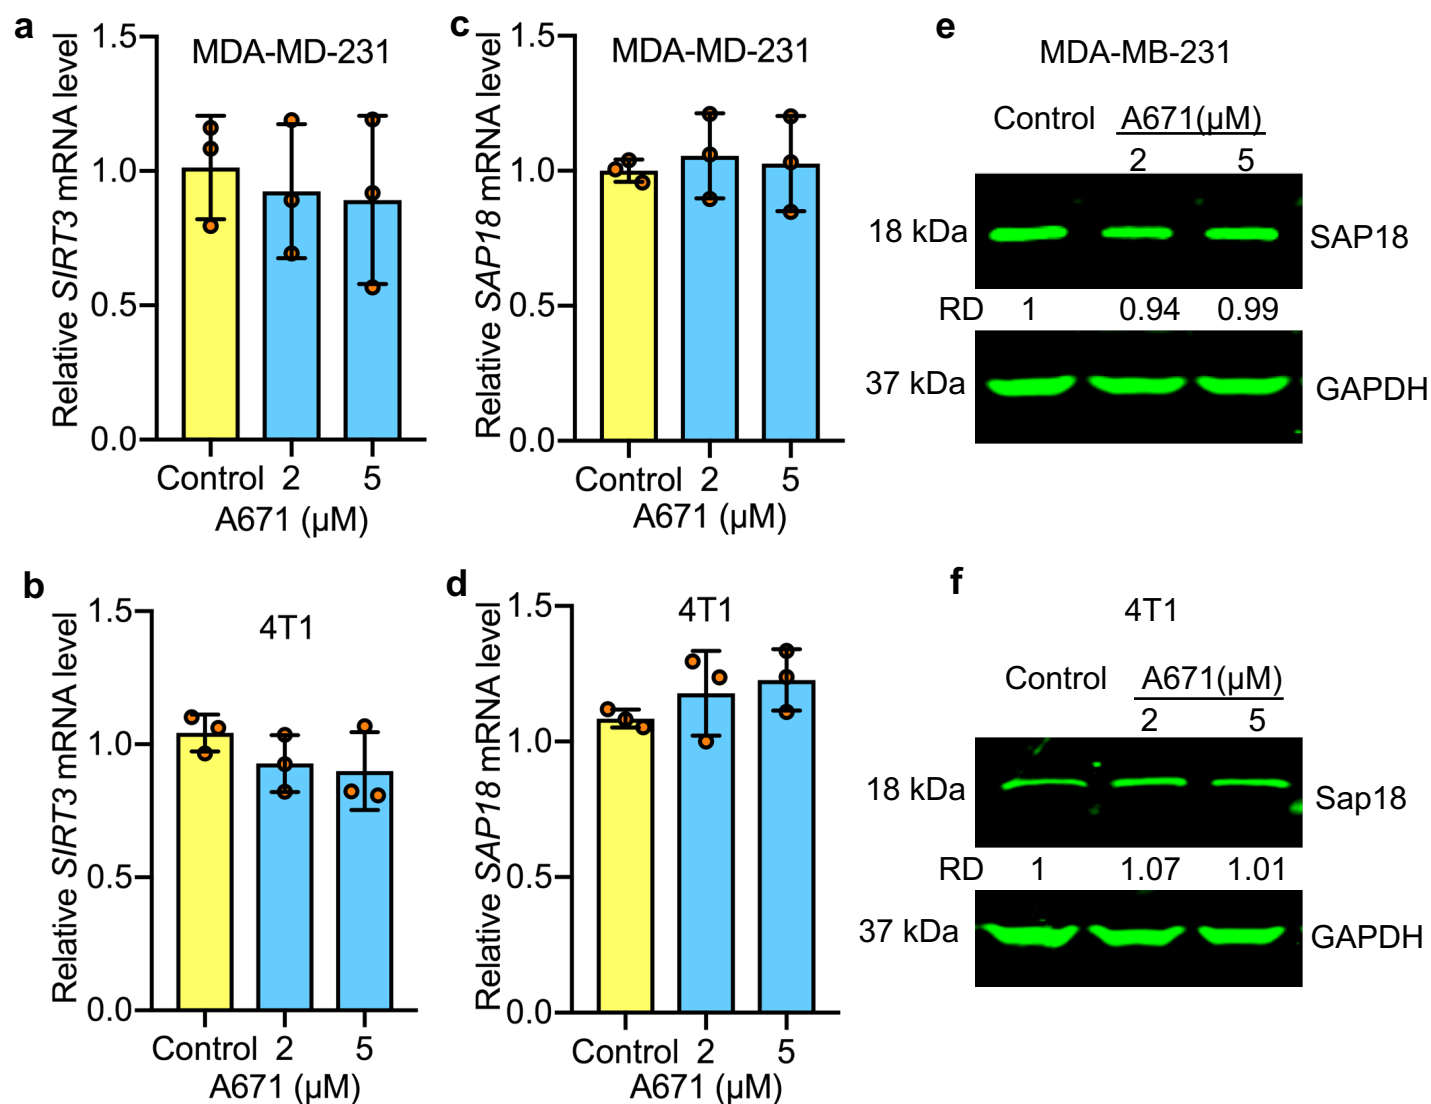 a
Relative SIRT3 mRNA level
MDA-MD-231
1.5
1.0
0.5
0.0
Control 2 5
A671 (µM)
c
Relative SAP18 mRNA level
MDA-MD-231
1.5
1.0
0.5
0.0
Control 2 5
A671 (µM)
e
MDA-MB-231
Control A671(µM)
2 5
18 kDa SAP18
RD 1 0.94 0.99
37 kDa GAPDH
b
Relative SIRT3 mRNA level
4T1
1.5
1.0
0.5
0.0
Control 2 5
A671 (µM)
d
Relative SAP18 mRNA level
4T1
1.5
1.0
0.5
0.0
Control 2 5
A671 (µM)
f
4T1
Control A671(µM)
2 5
18 kDa Sap18
RD 1 1.07 1.01
37 kDa GAPDH